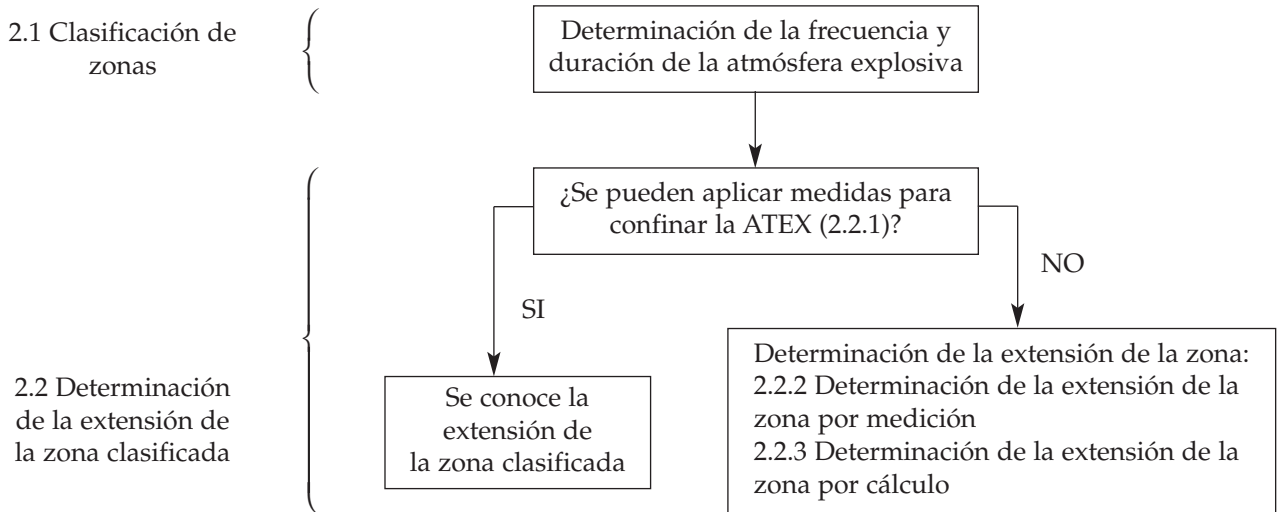 2.1 Clasificación de
zonas
Determinación de la frecuencia y
duración de la atmósfera explosiva
¿Se pueden aplicar medidas para
confinar la ATEX (2.2.1)?
SI
NO
2.2 Determinación
de la extensión de
la zona clasificada
Se conoce la
extensión de
la zona clasificada
Determinación de la extensión de la zona:
2.2.2 Determinación de la extensión de la
zona por medición
2.2.3 Determinación de la extensión de la
zona por cálculo